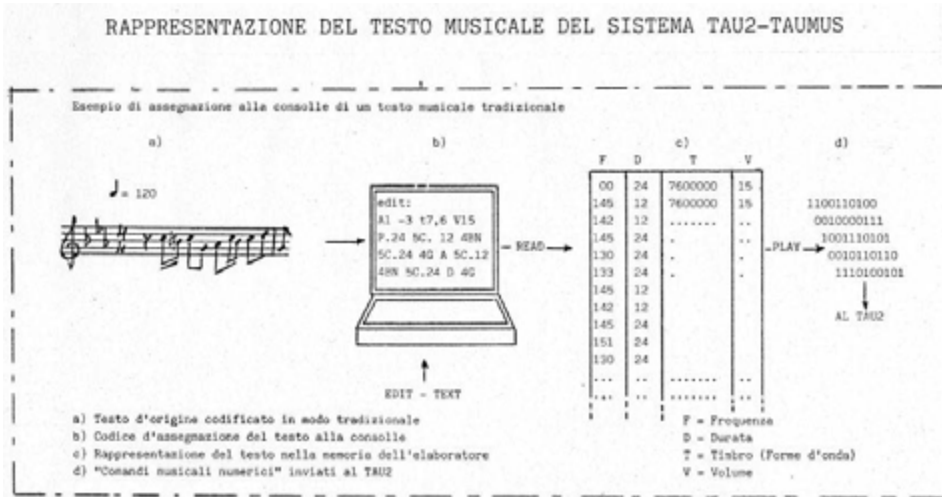 RAPPRESENTAZIONE DEL TESTO MUSICALE DEL SISTEMA TAU2-TAUMUS
Esempio di assegnazione alla consolle di un testo musicale tradizionale
a)
b)
c)
d)
♩= 120
edit:
A1 -3 t7,6 V15
P.24 5C. 12 4BN
5C.24 4G A 5C.12
4BN 5C.24 D 4G
EDIT - TEXT
READ
F D T V
00 24 7600000 15
145 12 7600000 15
142 12 ....... ..
145 24 . ..
130 24 .
133 24 .
145 12
142 12
145 24
151 24
130 24
... .. ....... ..
... .. ....... ..
PLAY
1100110100
0010000111
1001110101
0010110110
1110100101
AL TAU2
a) Testo d'origine codificato in modo tradizionale
b) Codice d'assegnazione del testo alla consolle
c) Rappresentazione del testo nella memoria dell'elaboratore
d) "Comandi musicali numerici" inviati al TAU2
F = Frequenza
D = Durata
T = Timbro (Forme d'onda)
V = Volume